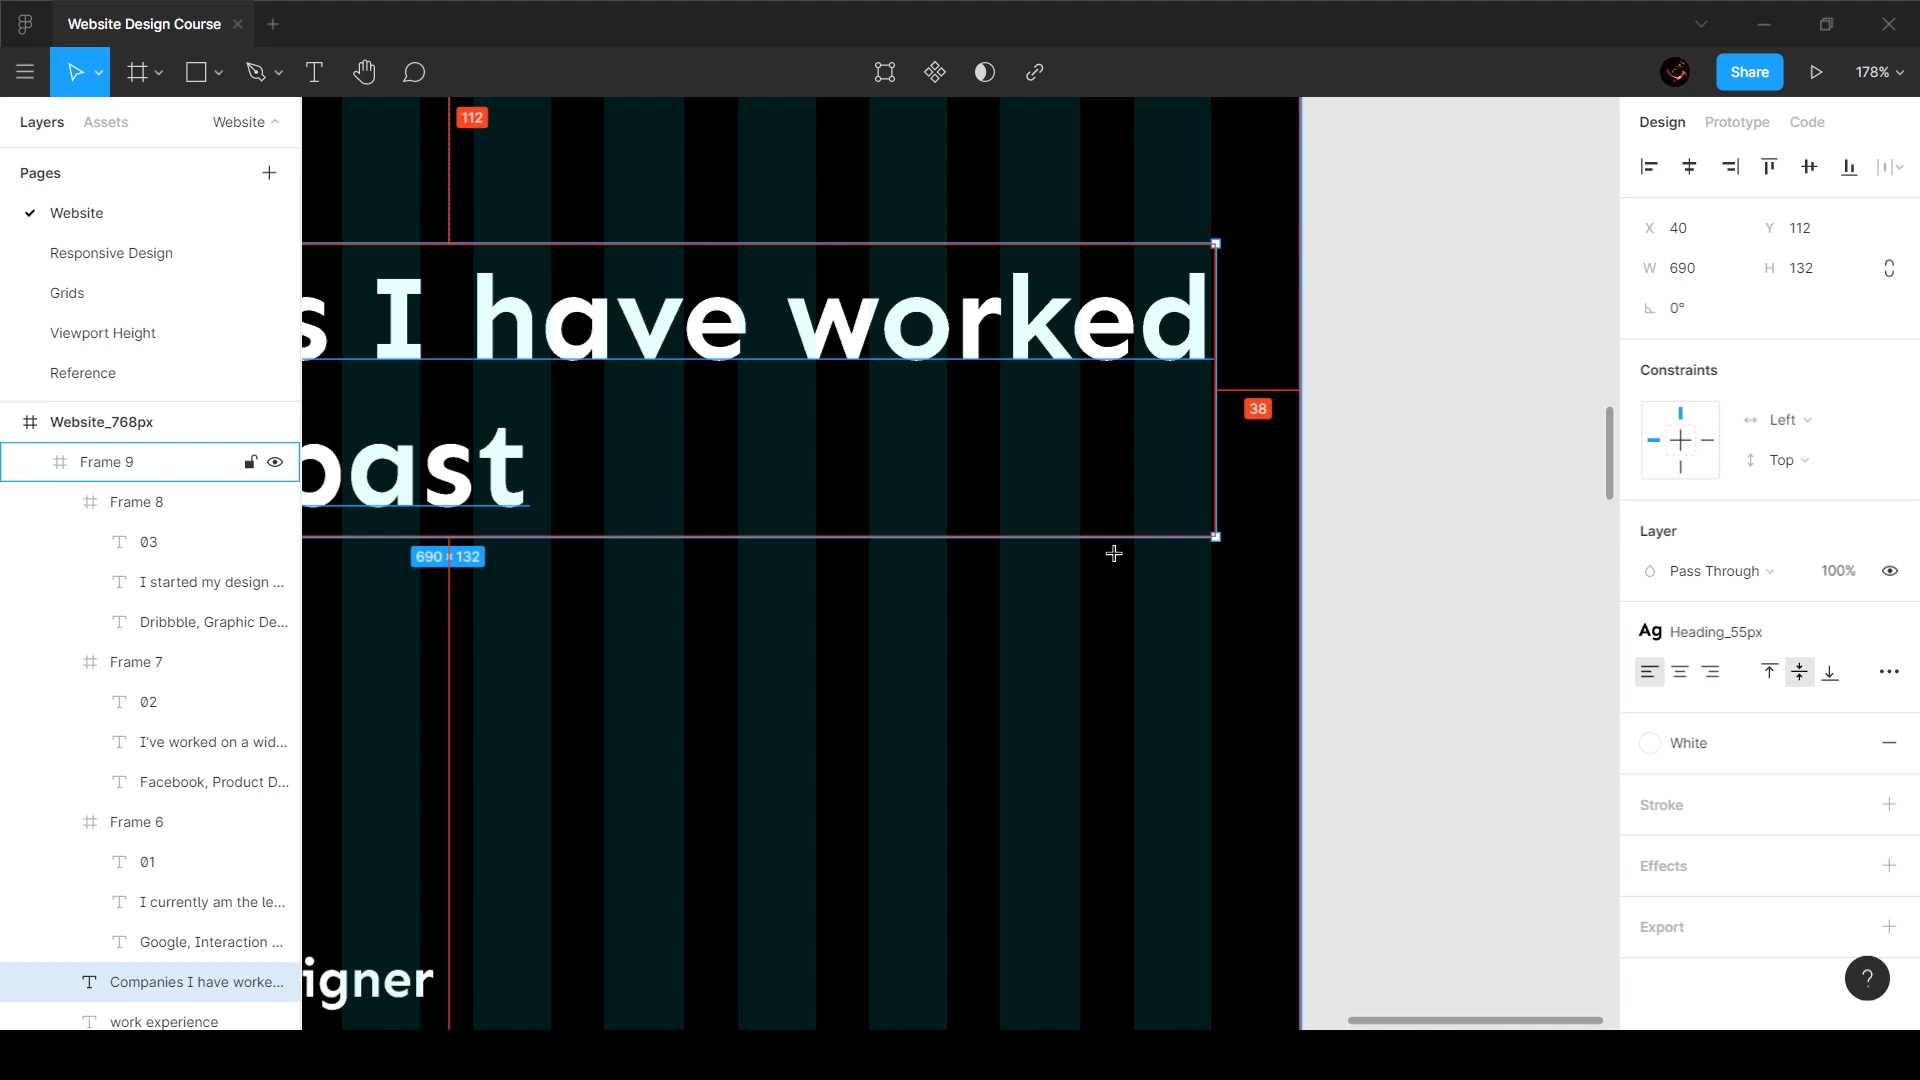 Website Design Course
Share
178%
Layers
Assets
Website
Pages
Website
Responsive Design
Grids
Viewport Height
Reference
Website_768px
Frame 9
Frame 8
03
I started my design ...
Dribbble, Graphic De...
Frame 7
02
I've worked on a wid...
Facebook, Product D...
Frame 6
01
I currently am the le...
Google, Interaction ...
Companies I have worke...
work experience
112
s I have worked
38
past
690 × 132
igner
Design
Prototype
Code
X 40
Y 112
W 690
H 132
0°
Constraints
Left
Top
Layer
Pass Through
100%
Ag Heading_55px
White
Stroke
Effects
Export
?